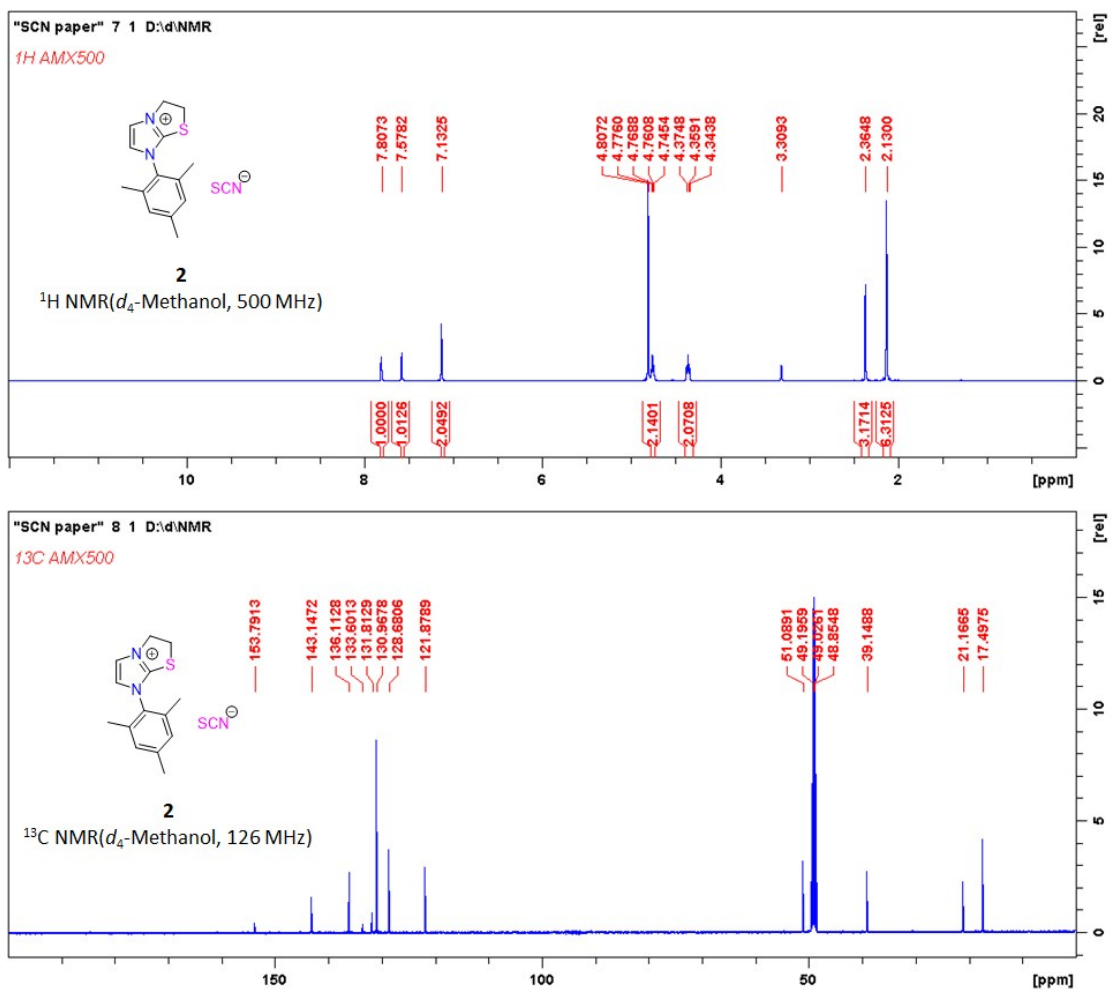 "SCN paper" 7 1 D:\d\NMR
1H AMX500
[rel]
7.8073
7.5782
7.1325
4.8072
4.7760
4.7688
4.7608
4.7454
4.3748
4.3591
4.3438
3.3093
2.3648
2.1300
N
S
N
SCN⊖
2
¹H NMR(d₄-Methanol, 500 MHz)
20
15
10
5
0
1.0000
1.0126
2.0492
2.1401
2.0708
3.1714
6.3125
10 8 6 4 2 [ppm]
"SCN paper" 8 1 D:\d\NMR
13C AMX500
[rel]
153.7913
143.1472
136.1128
133.6013
131.8129
130.9678
128.6806
121.8789
51.0891
49.1959
49.0261
48.8548
39.1488
21.1665
17.4975
N
S
N
SCN⊖
2
¹³C NMR(d₄-Methanol, 126 MHz)
15
10
5
0
150 100 50 [ppm]